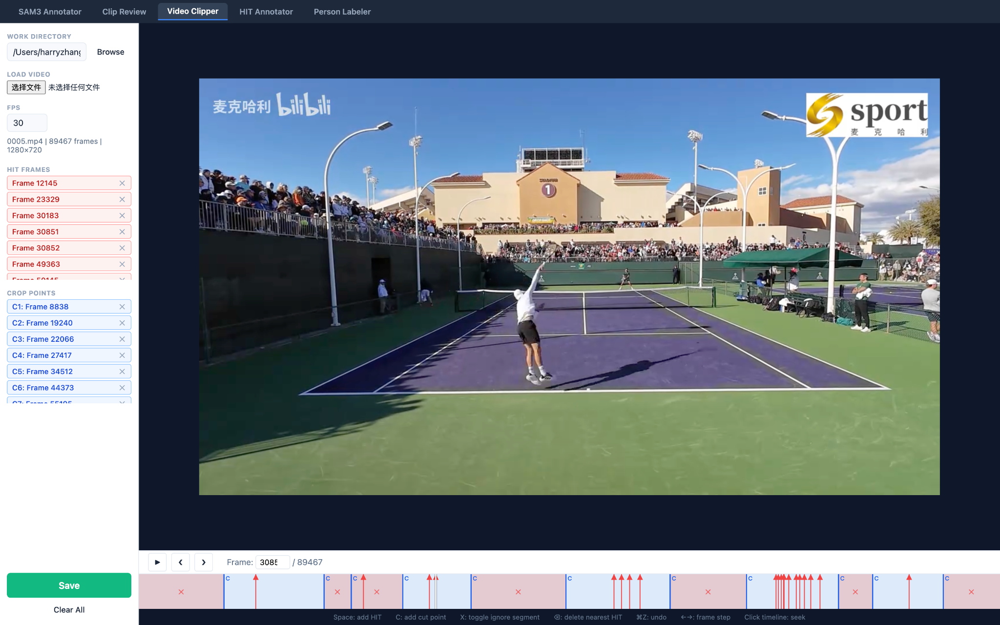 SAM3 Annotator
Clip Review
Video Clipper
HIT Annotator
Person Labeler
WORK DIRECTORY
/Users/harryzhang
Browse
LOAD VIDEO
选择文件 未选择任何文件
FPS
30
0005.mp4 | 89467 frames |
1280×720
HIT FRAMES
Frame 12145 ×
Frame 23329 ×
Frame 30183 ×
Frame 30851 ×
Frame 30852 ×
Frame 49363 ×
CROP POINTS
C1: Frame 8838 ×
C2: Frame 19240 ×
C3: Frame 22066 ×
C4: Frame 27417 ×
C5: Frame 34512 ×
C6: Frame 44373 ×
Save
Clear All
麦克哈利 bilibili
sport
麦克哈利
STADIUM
1
Frame: 3085 / 89467
C C C C C C C C C C C
Space: add HIT
C: add cut point
X: toggle ignore segment
⌫: delete nearest HIT
⌘Z: undo
←→: frame step
Click timeline: seek